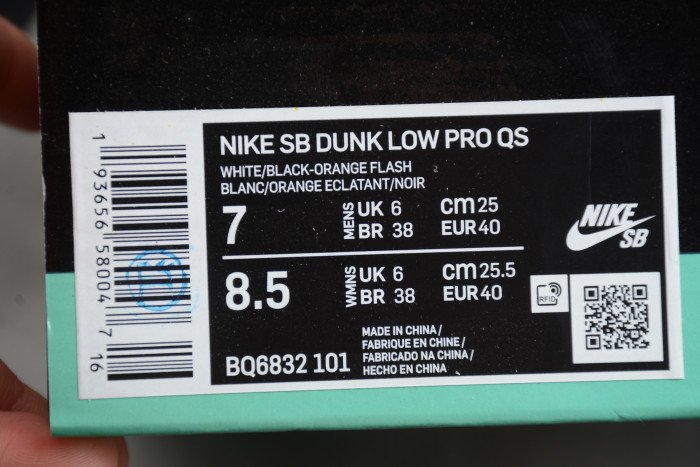 NIKE SB DUNK LOW PRO QS
WHITE/BLACK-ORANGE FLASH
BLANC/ORANGE ECLATANT/NOIR
7 MENS UK 6 cm 25
BR 38 EUR 40
8.5 WMNS UK 6 cm 25.5
BR 38 EUR 40
NIKE
SB
RFID
MADE IN CHINA/
FABRIQUE EN CHINE/
FABRICADO NA CHINA/
HECHO EN CHINA
BQ6832 101
1 93656 58004 7 16